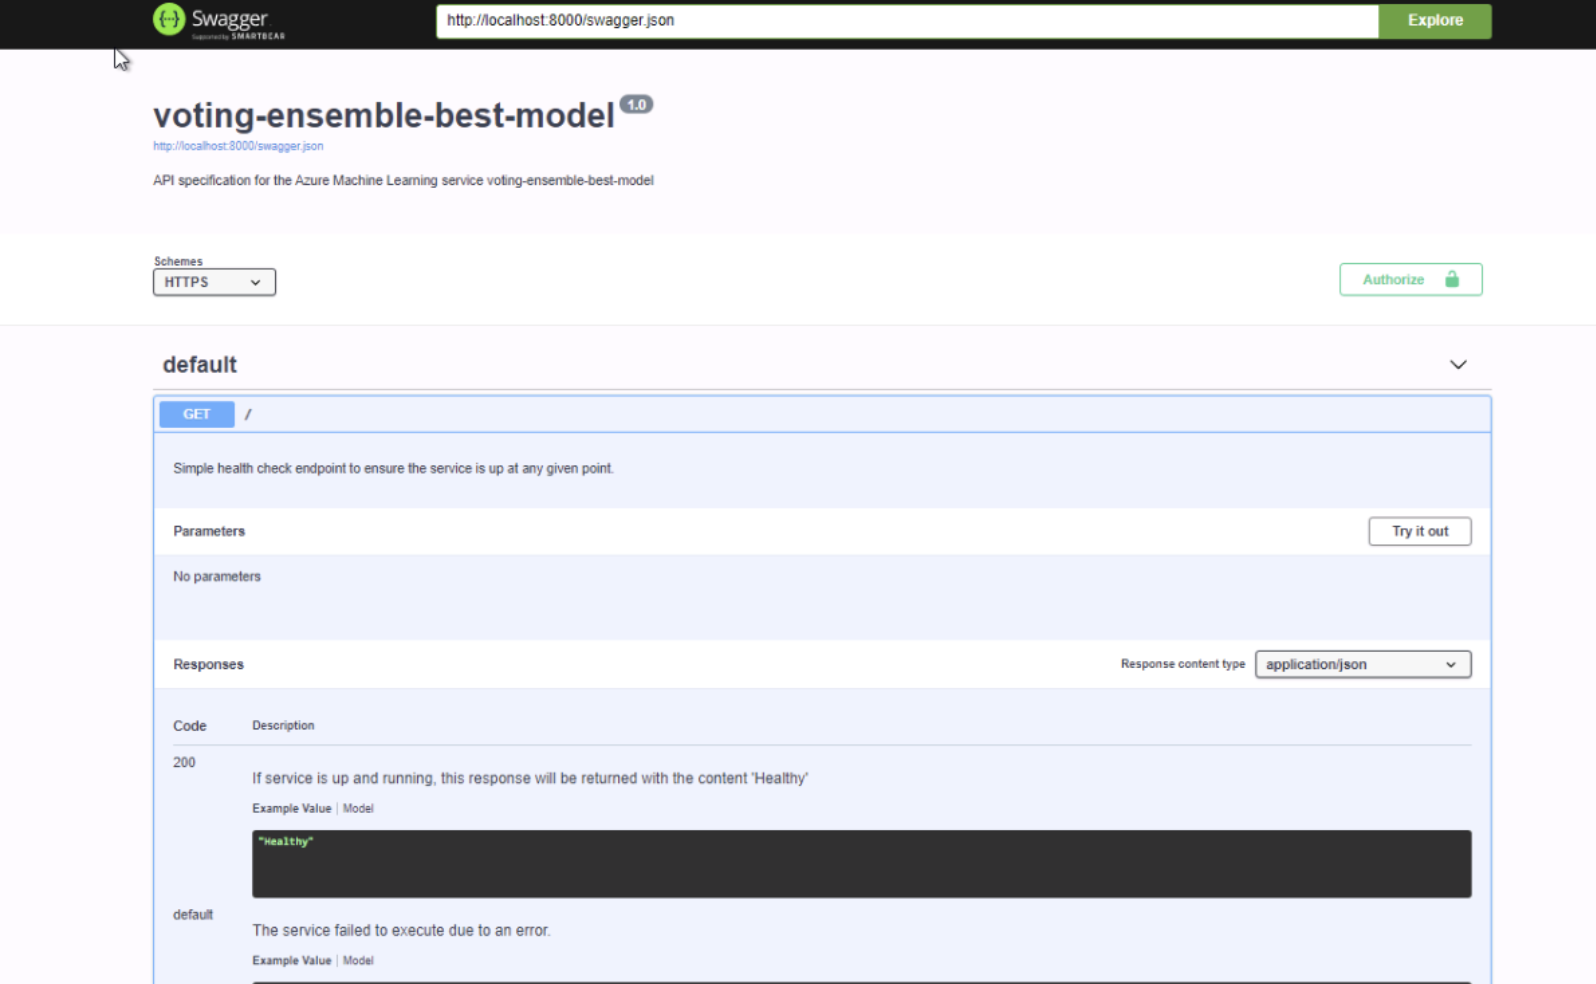 Swagger.
Supported by SMARTBEAR
http://localhost:8000/swagger.json
Explore
voting-ensemble-best-model 1.0
http://localhost:8000/swagger.json
API specification for the Azure Machine Learning service voting-ensemble-best-model
Schemes
HTTPS
Authorize
default
GET /
Simple health check endpoint to ensure the service is up at any given point.
Parameters
Try it out
No parameters
Responses
Response content type
application/json
Code Description
200
If service is up and running, this response will be returned with the content 'Healthy'
Example Value | Model
"Healthy"
default
The service failed to execute due to an error.
Example Value | Model